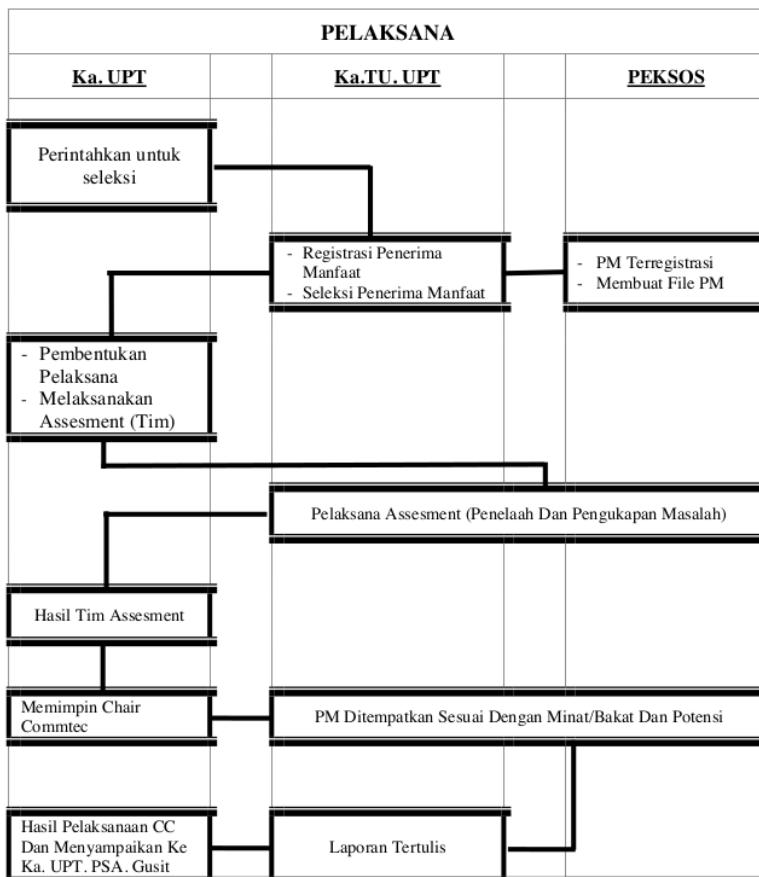 PELAKSANA
Ka. UPT
Ka.TU. UPT
PEKSOS
Perintahkan untuk
seleksi
- Registrasi Penerima
Manfaat
- Seleksi Penerima Manfaat
- PM Terregistrasi
- Membuat File PM
- Pembentukan
Pelaksana
- Melaksanakan
Assesment (Tim)
Pelaksana Assesment (Penelaah Dan Pengukapan Masalah)
Hasil Tim Assesment
Memimpin Chair
Commtec
PM Ditempatkan Sesuai Dengan Minat/Bakat Dan Potensi
Hasil Pelaksanaan CC
Dan Menyampaikan Ke
Ka. UPT. PSA. Gusit
Laporan Tertulis